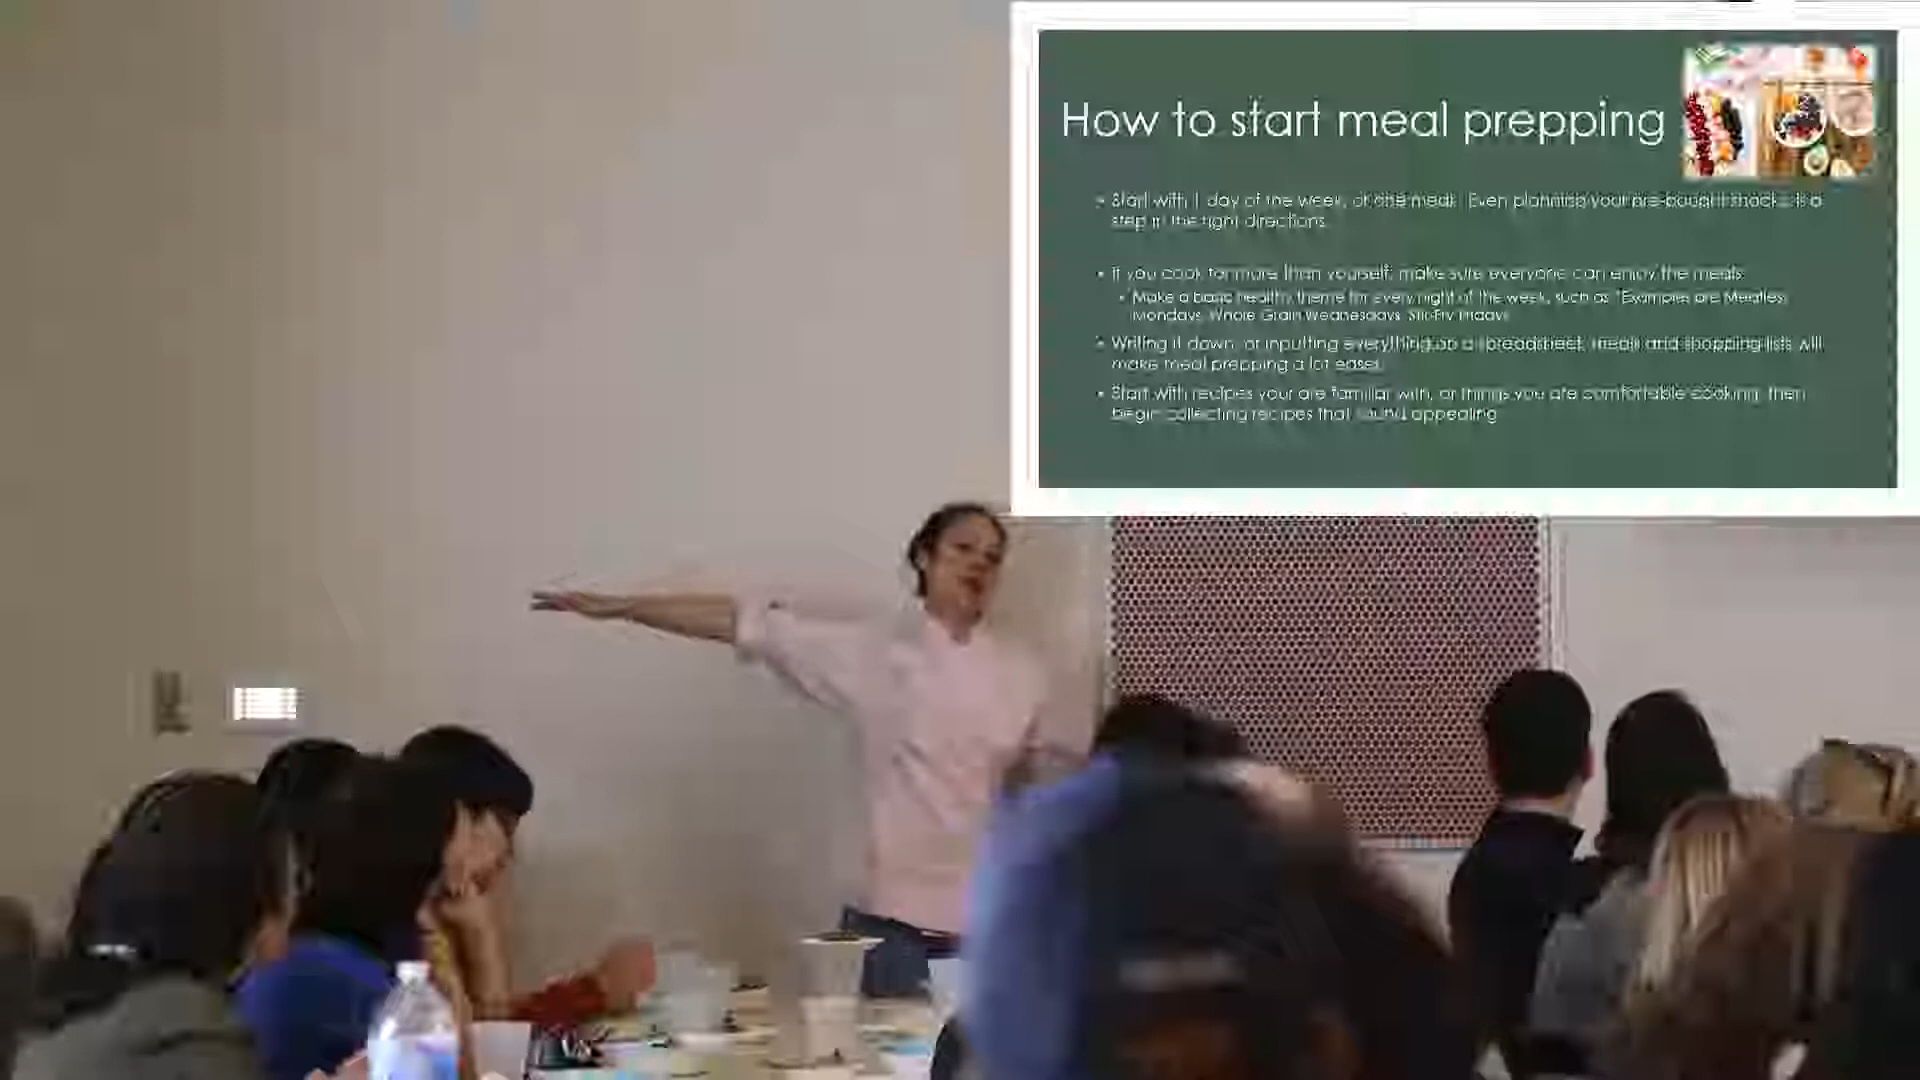 How to start meal prepping
• Start with 1 day of the week, or one meal. Even planning your pre-bought snacks is a
step in the right directions.
• If you cook for more than yourself, make sure everyone can enjoy the meals
• Make a basic healthy theme for every night of the week, such as "Examples are Meatless
Mondays, Whole Grain Wednesdays, Stir-Fry Fridays
• Writing it down, or inputting everything on a spreadsheet, meals and shopping lists will
make meal prepping a lot easier.
• Start with recipes your are familiar with, or things you are comfortable cooking, then
begin collecting recipes that sound appealing